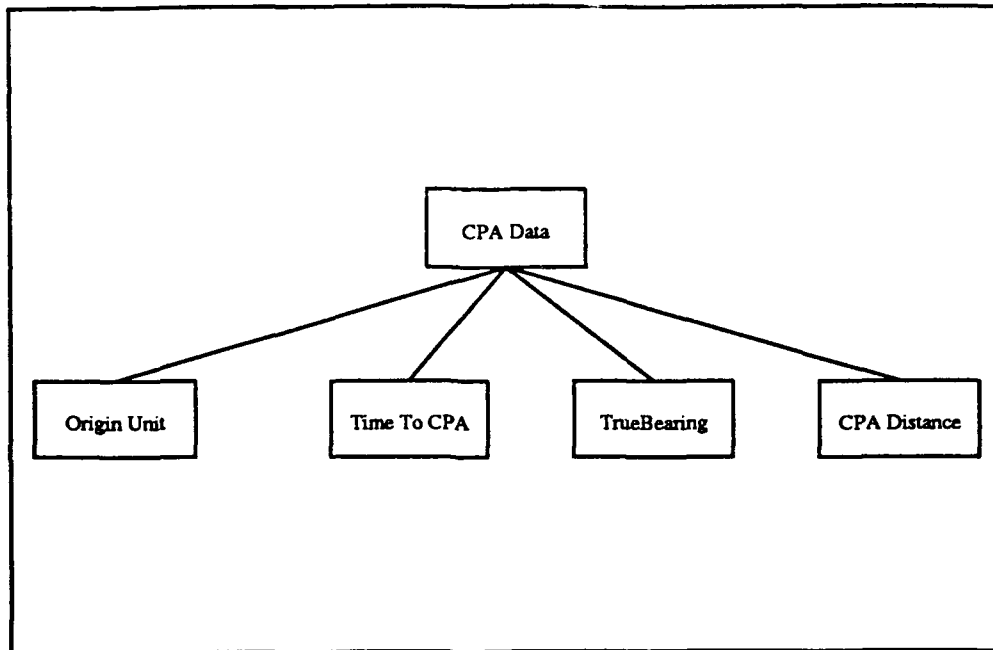 CPA Data
Origin Unit
Time To CPA
TrueBearing
CPA Distance